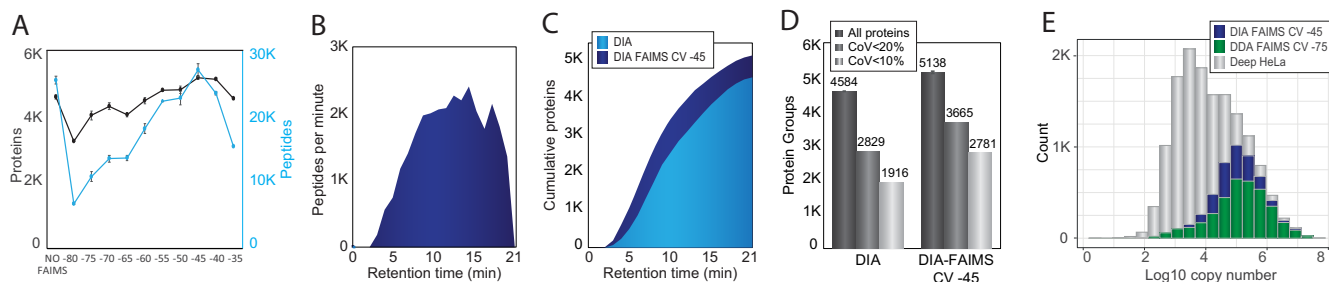 A
Proteins
6K
4K
2K
0
30K
20K
10K
0
Peptides
NO FAIMS
-80 -75 -70 -65 -60 -55 -50 -45 -40 -35
B
Peptides per minute
3K
2K
1K
0
0 5 10 15 21
Retention time (min)
C
DIA
DIA FAIMS CV -45
Cumulative proteins
5K
4K
3K
2K
1K
0
0 5 10 15 21
Retention time (min)
D
All proteins
CoV<20%
CoV<10%
Protein Groups
6K
5K
4K
3K
2K
1K
0
4584
2829
1916
5138
3665
2781
DIA
DIA-FAIMS
CV -45
E
DIA FAIMS CV -45
DDA FAIMS CV -75
Deep HeLa
Count
2K
1K
0
0 2 4 6 8
Log10 copy number